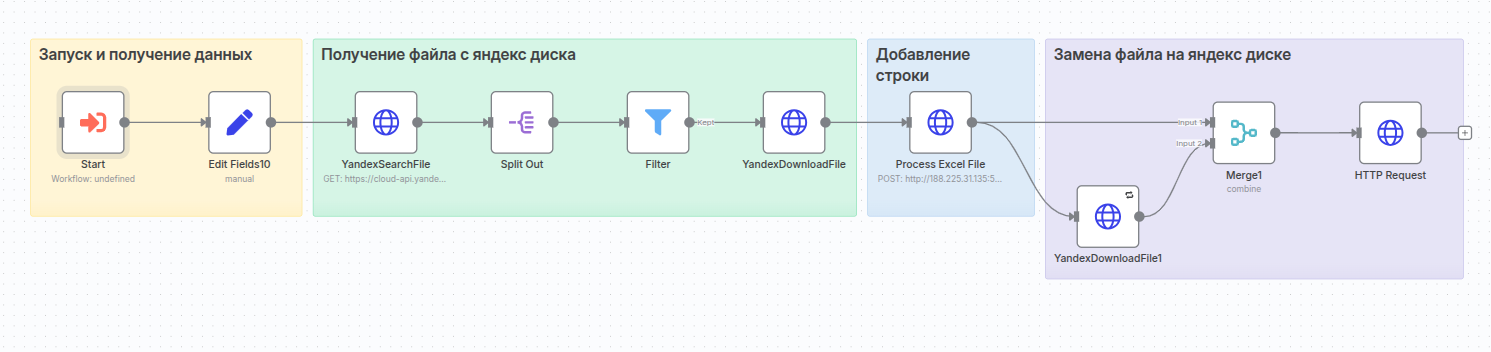 Запуск и получение данных
Получение файла с яндекс диска
Добавление
строки
Замена файла на яндекс диске
Start
Workflow: undefined
Edit Fields10
manual
YandexSearchFile
GET: https://cloud-api.yande...
Split Out
Filter
Kept
YandexDownloadFile
Process Excel File
POST: http://188.225.31.135:5...
Input 1
Input 2
Merge1
combine
HTTP Request
YandexDownloadFile1